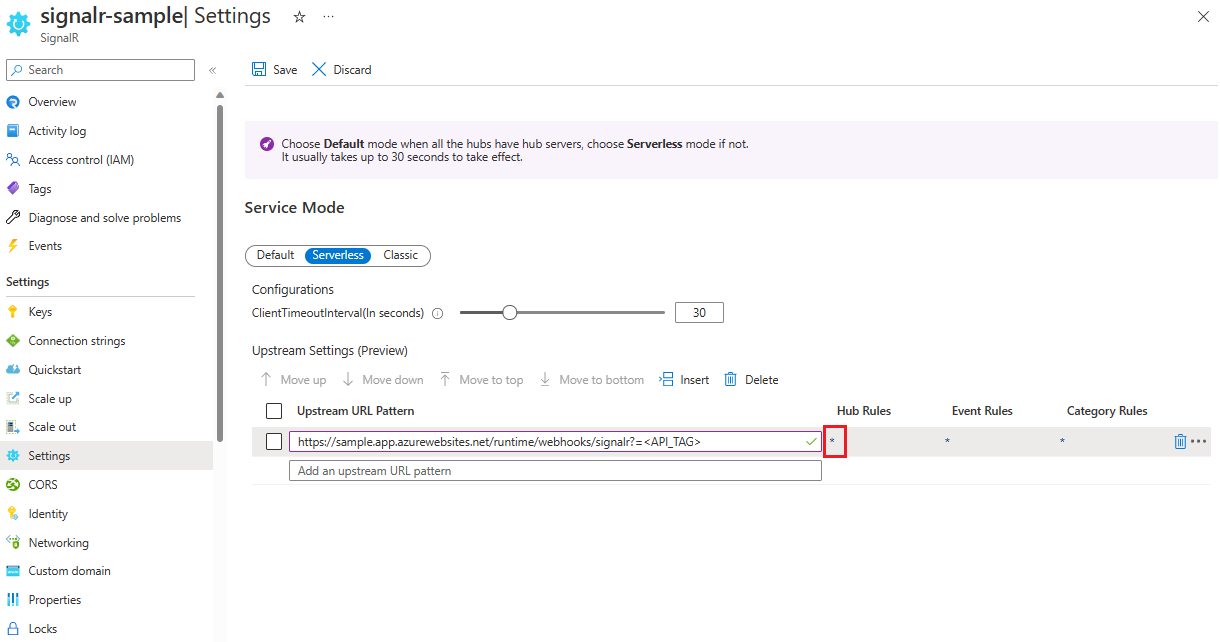 signalr-sample| Settings ☆ ...
SignalR
Search «
Save Discard
Overview
Activity log
Access control (IAM)
Tags
Diagnose and solve problems
Events
Settings
Keys
Connection strings
Quickstart
Scale up
Scale out
Settings
CORS
Identity
Networking
Custom domain
Properties
Locks
Choose Default mode when all the hubs have hub servers, choose Serverless mode if not.
It usually takes up to 30 seconds to take effect.
Service Mode
Default Serverless Classic
Configurations
ClientTimeoutInterval(In seconds) 30
Upstream Settings (Preview)
Move up Move down Move to top Move to bottom Insert Delete
Upstream URL Pattern Hub Rules Event Rules Category Rules
https://sample.app.azurewebsites.net/runtime/webhooks/signalr?=<API_TAG> * * *
Add an upstream URL pattern